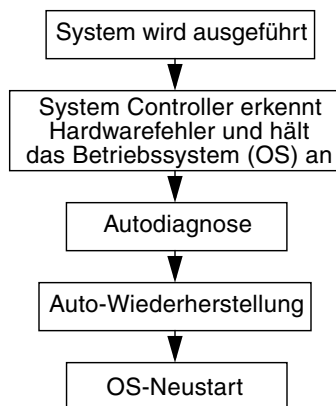 System wird ausgeführt
System Controller erkennt
Hardwarefehler und hält
das Betriebssystem (OS) an
Autodiagnose
Auto-Wiederherstellung
OS-Neustart